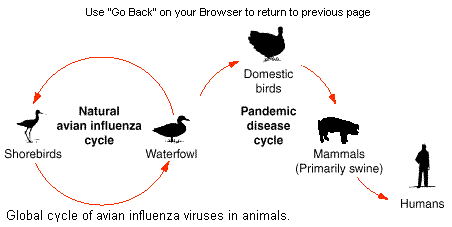 Use "Go Back" on your Browser to return to previous page
Domestic
birds
Natural
avian influenza
cycle
Pandemic
disease
cycle
Shorebirds
Waterfowl
Mammals
(Primarily swine)
Humans
Global cycle of avian influenza viruses in animals.